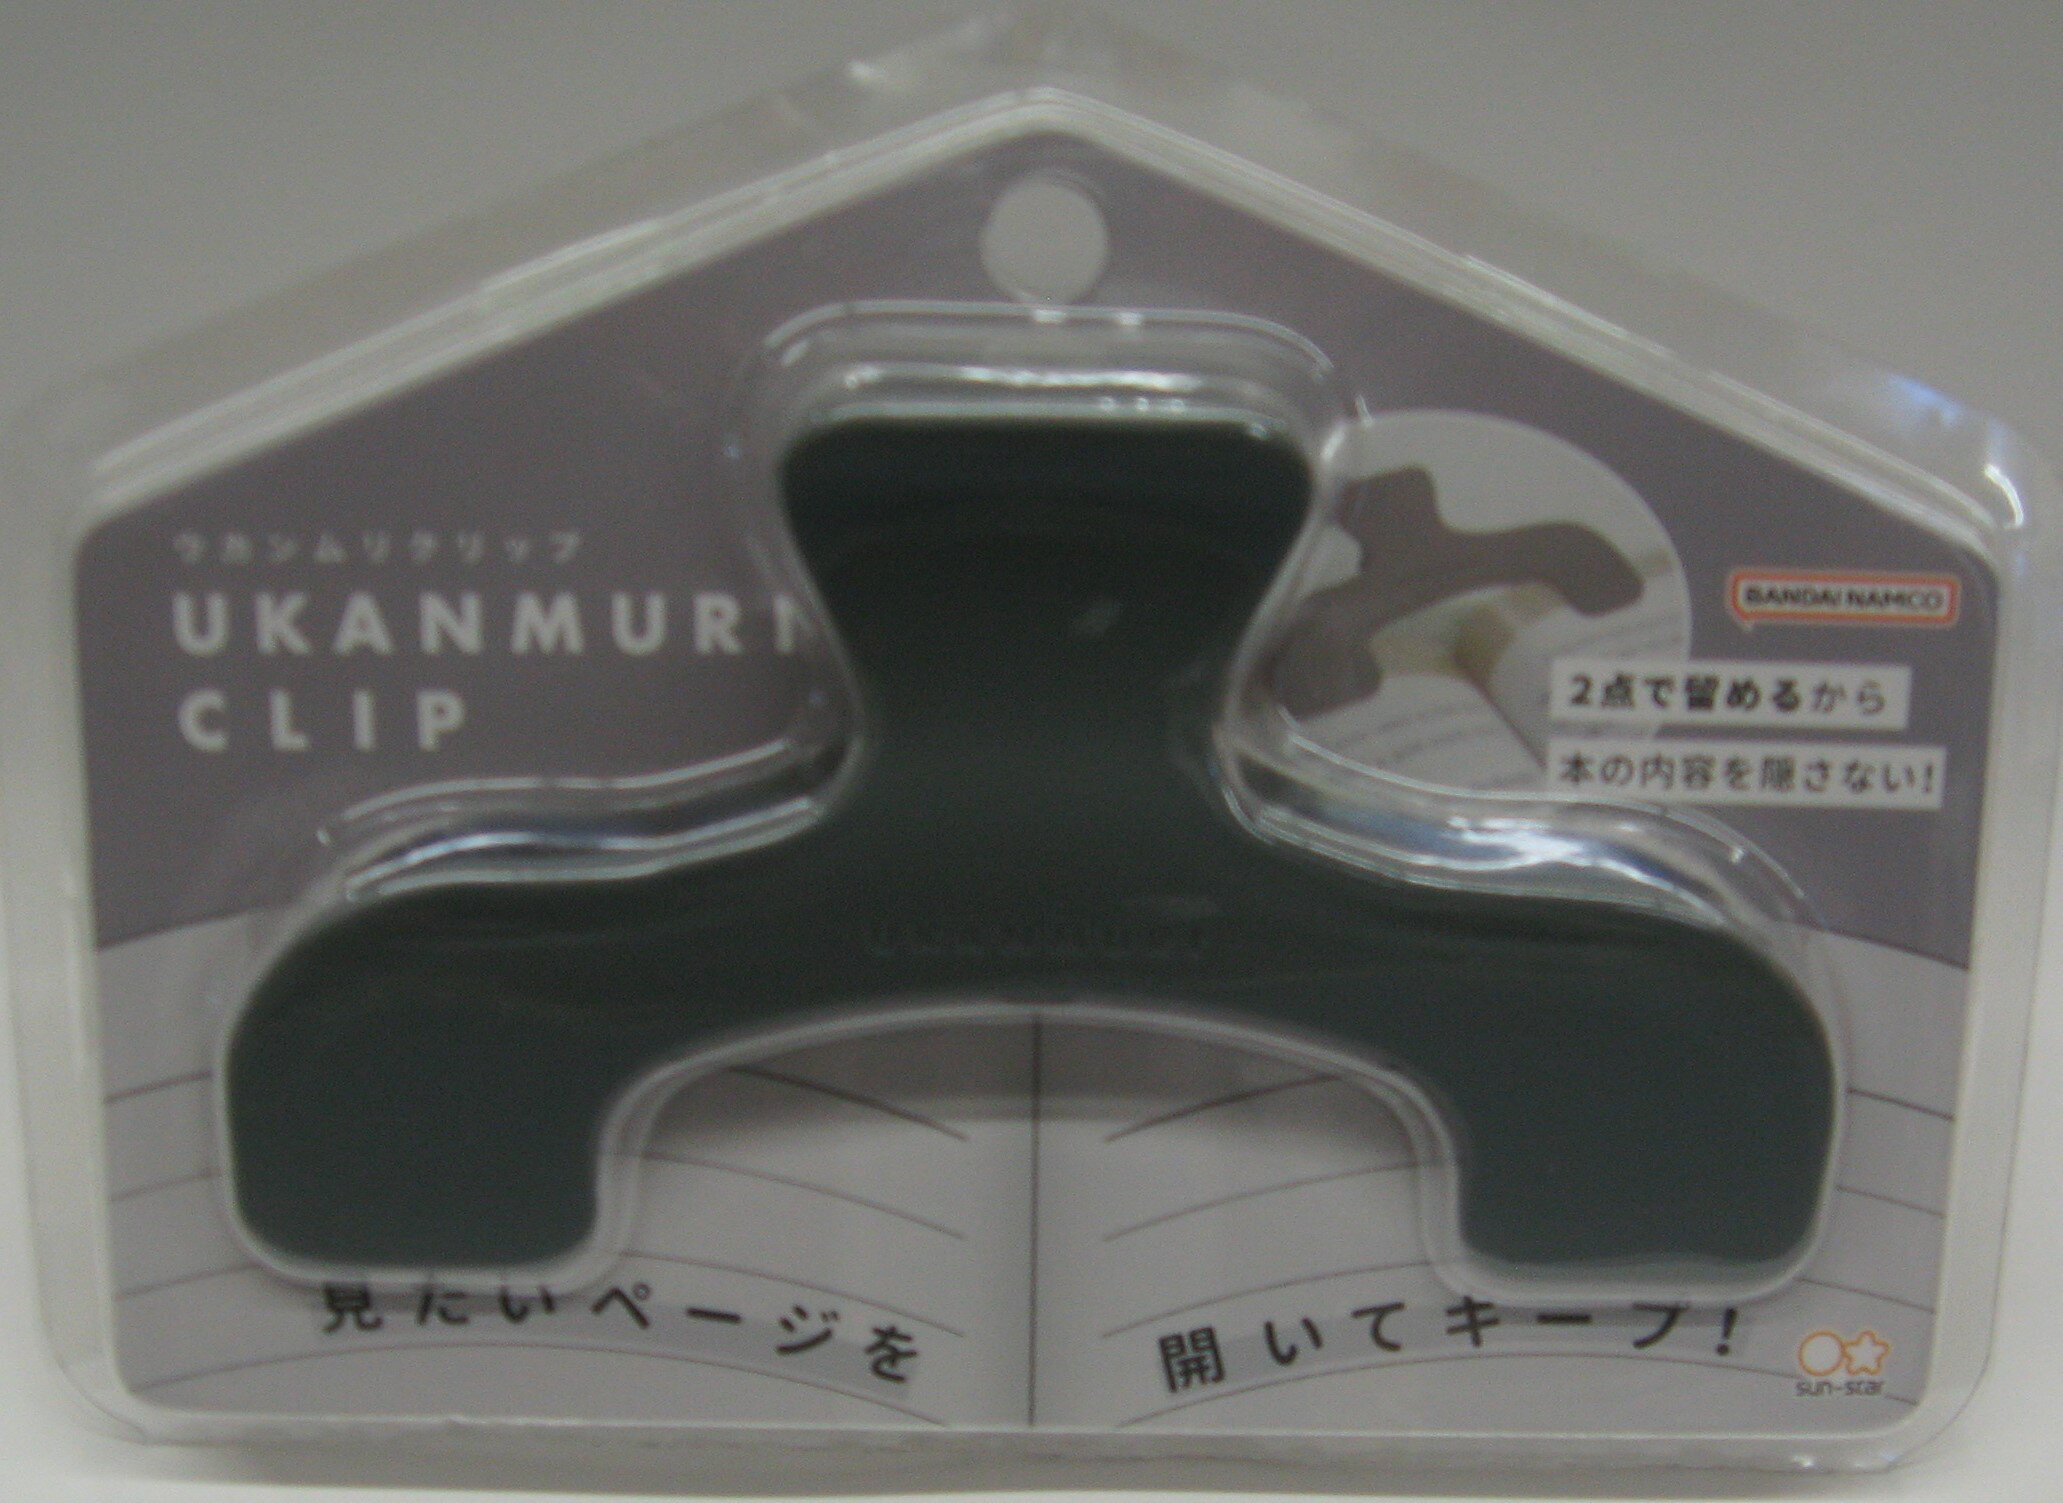 ウカンムリクリップ
UKANMURI
CLIP
BANDAI NAMCO
2点で留めるから
本の内容を隠さない!
UKANMURI
見たいページを 開いてキープ!
sun-star